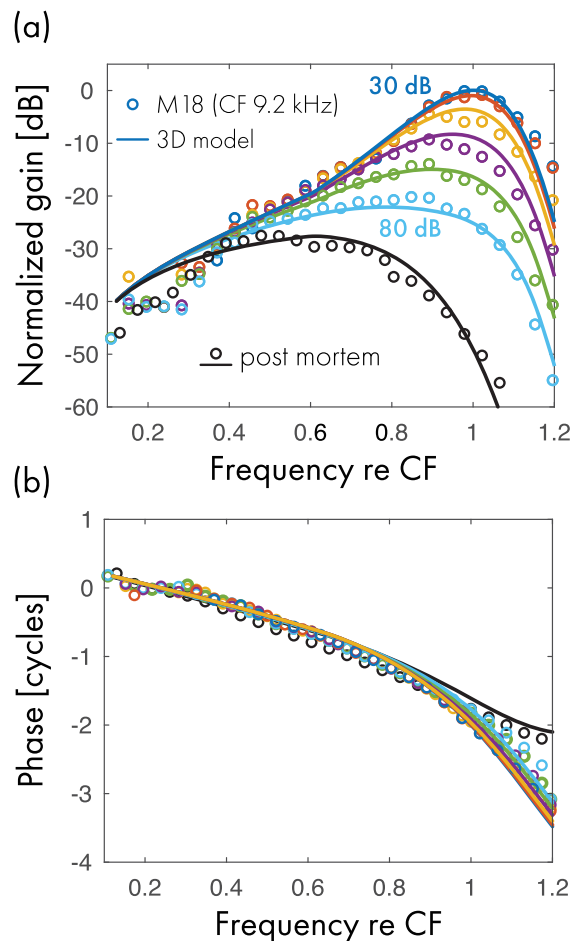 (a)
0
-10
-20
-30
-40
-50
-60
Normalized gain [dB]
30 dB
M18 (CF 9.2 kHz)
3D model
80 dB
post mortem
0.2 0.4 0.6 0.8 1 1.2
Frequency re CF
(b)
1
0
-1
-2
-3
-4
Phase [cycles]
0.2 0.4 0.6 0.8 1 1.2
Frequency re CF